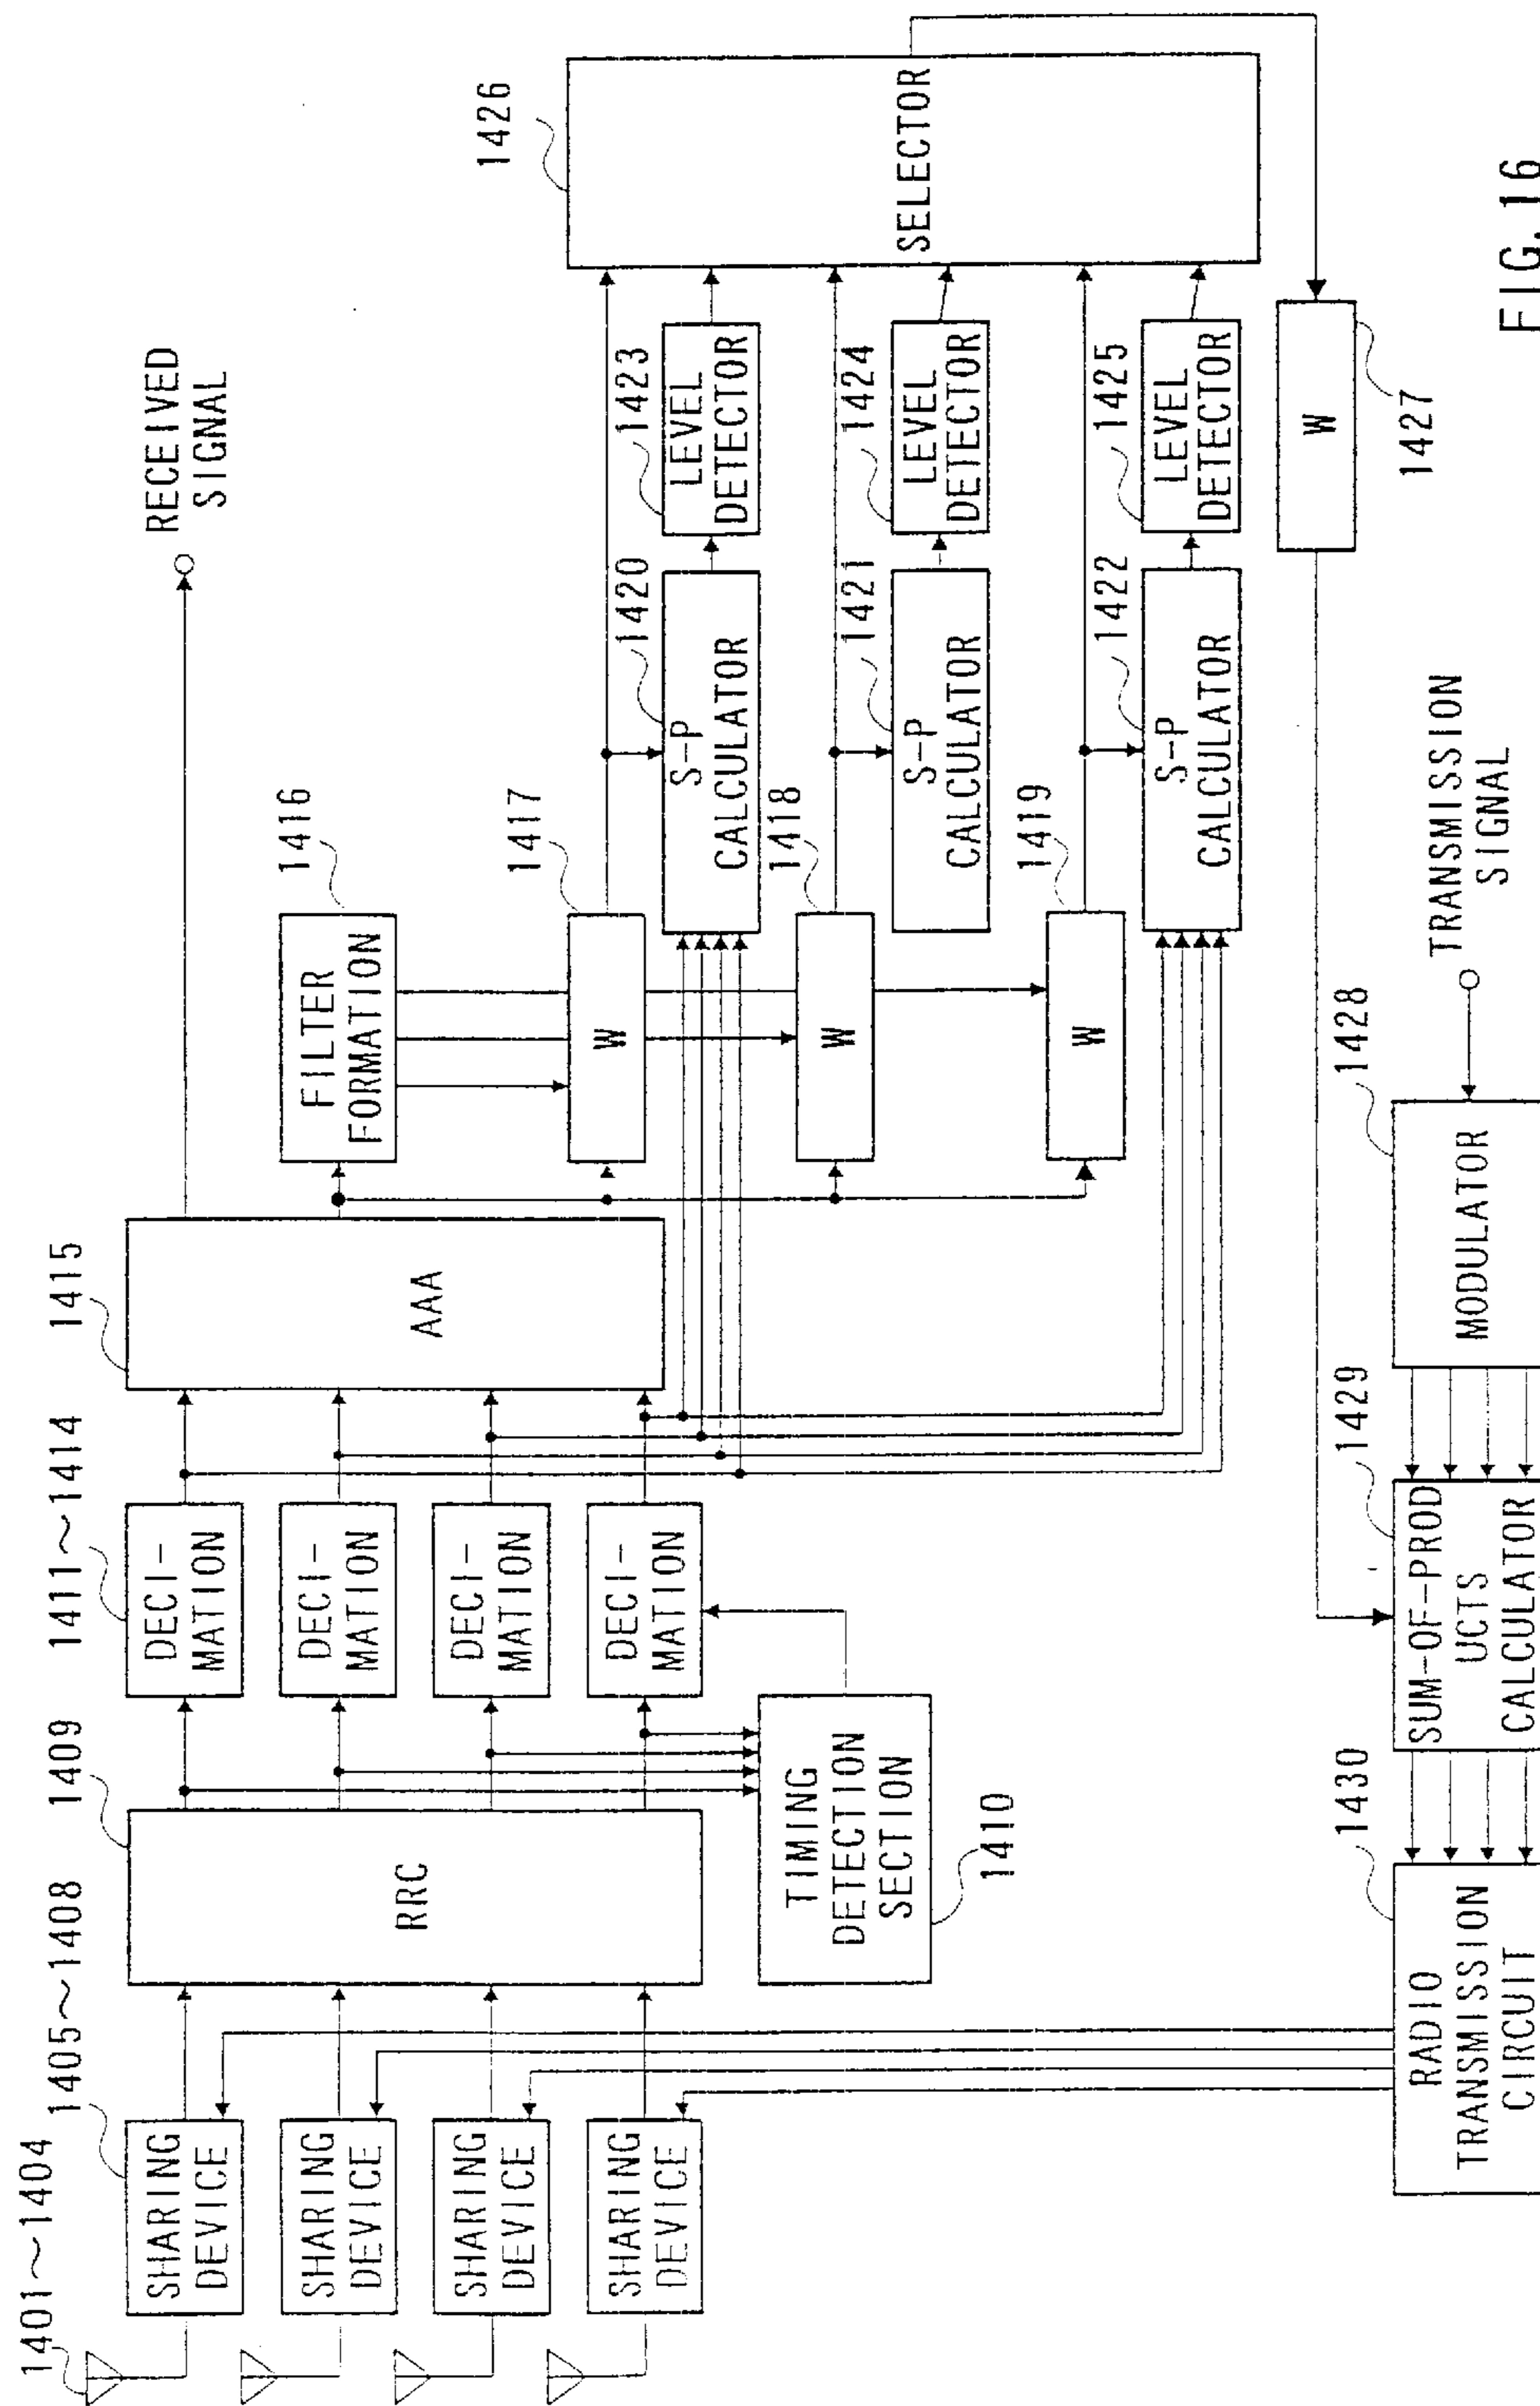 1401~1404
1405~1408
1409
1411~1414
1415
SHARING
DEVICE
SHARING
DEVICE
SHARING
DEVICE
SHARING
DEVICE
RRC
TIMING
DETECTION
SECTION
1410
DECI-
MATION
DECI-
MATION
DECI-
MATION
DECI-
MATION
AAA
RECEIVED
SIGNAL
FILTER
FORMATION
1416
W
1417
W
1418
W
1419
S-P
CALCULATOR
1420
S-P
CALCULATOR
1421
S-P
CALCULATOR
1422
LEVEL
DETECTOR
1423
LEVEL
DETECTOR
1424
LEVEL
DETECTOR
1425
SELECTOR
1426
W
1427
RADIO
TRANSMISSION
CIRCUIT
1430
SUM-OF-PROD
UCTS
CALCULATOR
1429
MODULATOR
1428
TRANSMISSION
SIGNAL
FIG. 16